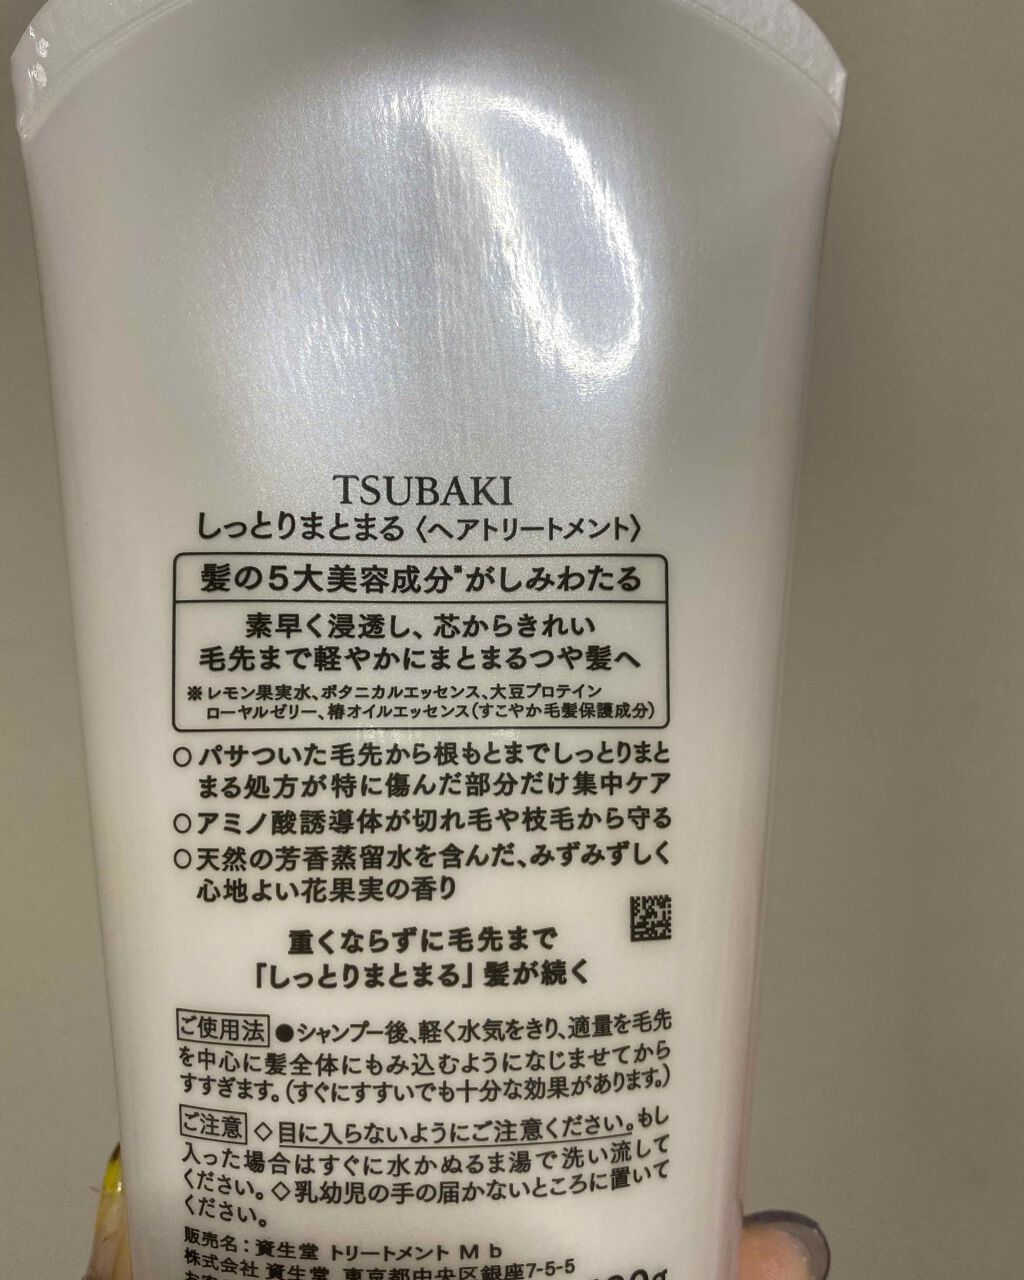 TSUBAKI
しっとりまとまる〈ヘアトリートメント〉
髪の5大美容成分※がしみわたる
素早く浸透し、芯からきれい
毛先まで軽やかにまとまるつや髪へ
※レモン果実水、ボタニカルエッセンス、大豆プロテイン
ローヤルゼリー、椿オイルエッセンス(すこやか毛髪保護成分)
○パサついた毛先から根もとまでしっとりまと
まる処方が特に傷んだ部分だけ集中ケア
○アミノ酸誘導体が切れ毛や枝毛から守る
○天然の芳香蒸留水を含んだ、みずみずしく
心地よい花果実の香り
重くならずに毛先まで
「しっとりまとまる」髪が続く
ご使用法 ●シャンプー後、軽く水気をきり、適量を毛先
を中心に髪全体にもみ込むようになじませてから
すすぎます。(すぐにすすいでも十分な効果があります。)
ご注意 ◇目に入らないようにご注意ください。もし
入った場合はすぐに水かぬるま湯で洗い流して
ください。◇乳幼児の手の届かないところに置いて
ください。
販売名：資生堂 トリートメント M b
株式会社 資生堂 東京都中央区銀座7-5-5